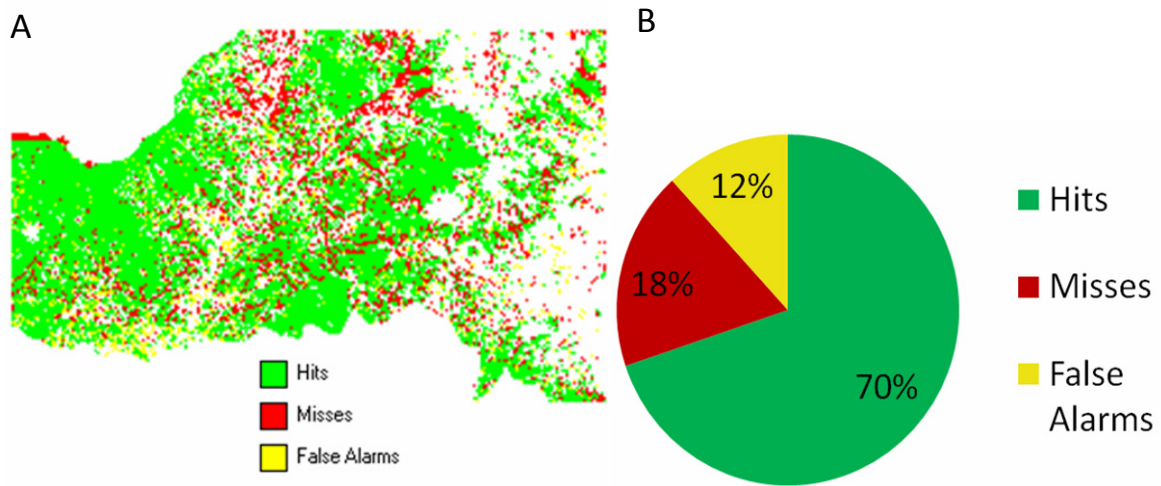 A
Hits
Misses
False Alarms
B
12%
18%
70%
Hits
Misses
False
Alarms